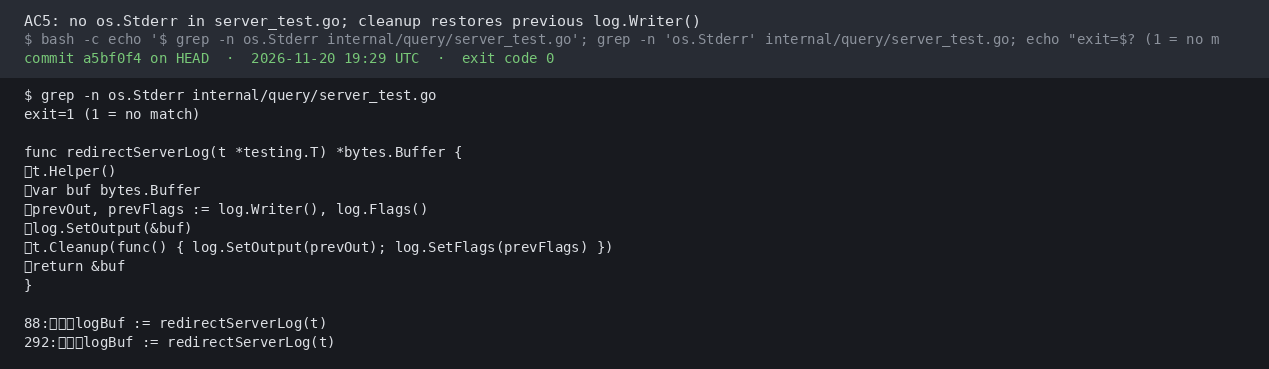 AC5: no os.Stderr in server_test.go; cleanup restores previous log.Writer()
$ bash -c echo '$ grep -n os.Stderr internal/query/server_test.go'; grep -n 'os.Stderr' internal/query/server_test.go; echo "exit=$? (1 = no m
commit a5bf0f4 on HEAD · 2026-11-20 19:29 UTC · exit code 0
$ grep -n os.Stderr internal/query/server_test.go
exit=1 (1 = no match)
func redirectServerLog(t *testing.T) *bytes.Buffer {
▯t.Helper()
▯var buf bytes.Buffer
▯prevOut, prevFlags := log.Writer(), log.Flags()
▯log.SetOutput(&buf)
▯t.Cleanup(func() { log.SetOutput(prevOut); log.SetFlags(prevFlags) })
▯return &buf
}
88:▯▯▯logBuf := redirectServerLog(t)
292:▯▯▯logBuf := redirectServerLog(t)